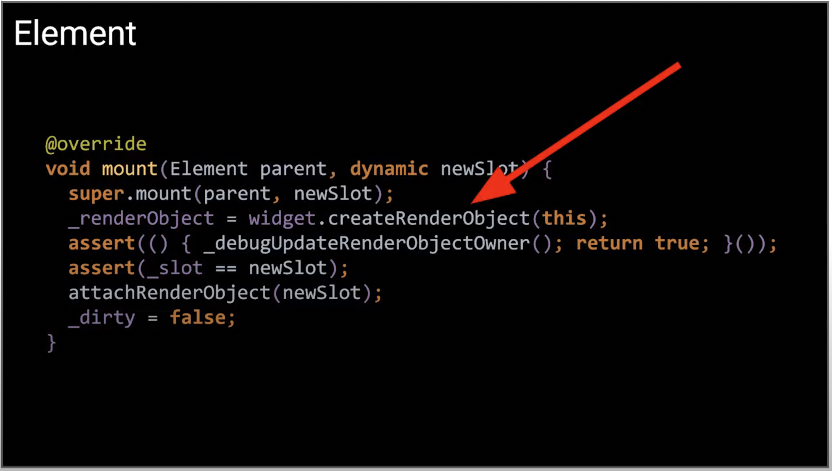 Element
@override
void mount(Element parent, dynamic newSlot) {
  super.mount(parent, newSlot);
  _renderObject = widget.createRenderObject(this);
  assert(() { _debugUpdateRenderObjectOwner(); return true; }());
  assert(_slot == newSlot);
  attachRenderObject(newSlot);
  _dirty = false;
}